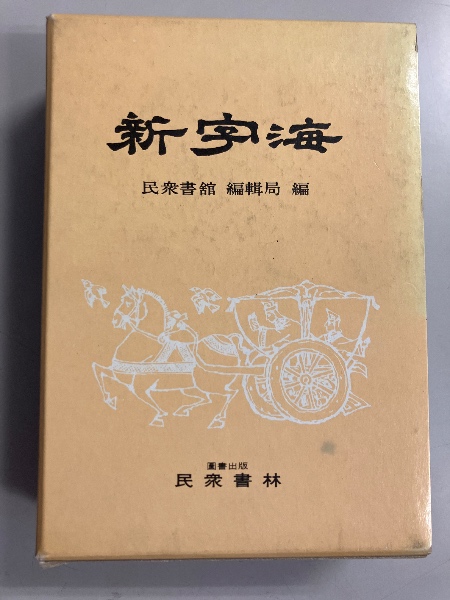 新字海
民衆書舘 編輯局 編
圖書出版
民衆書林